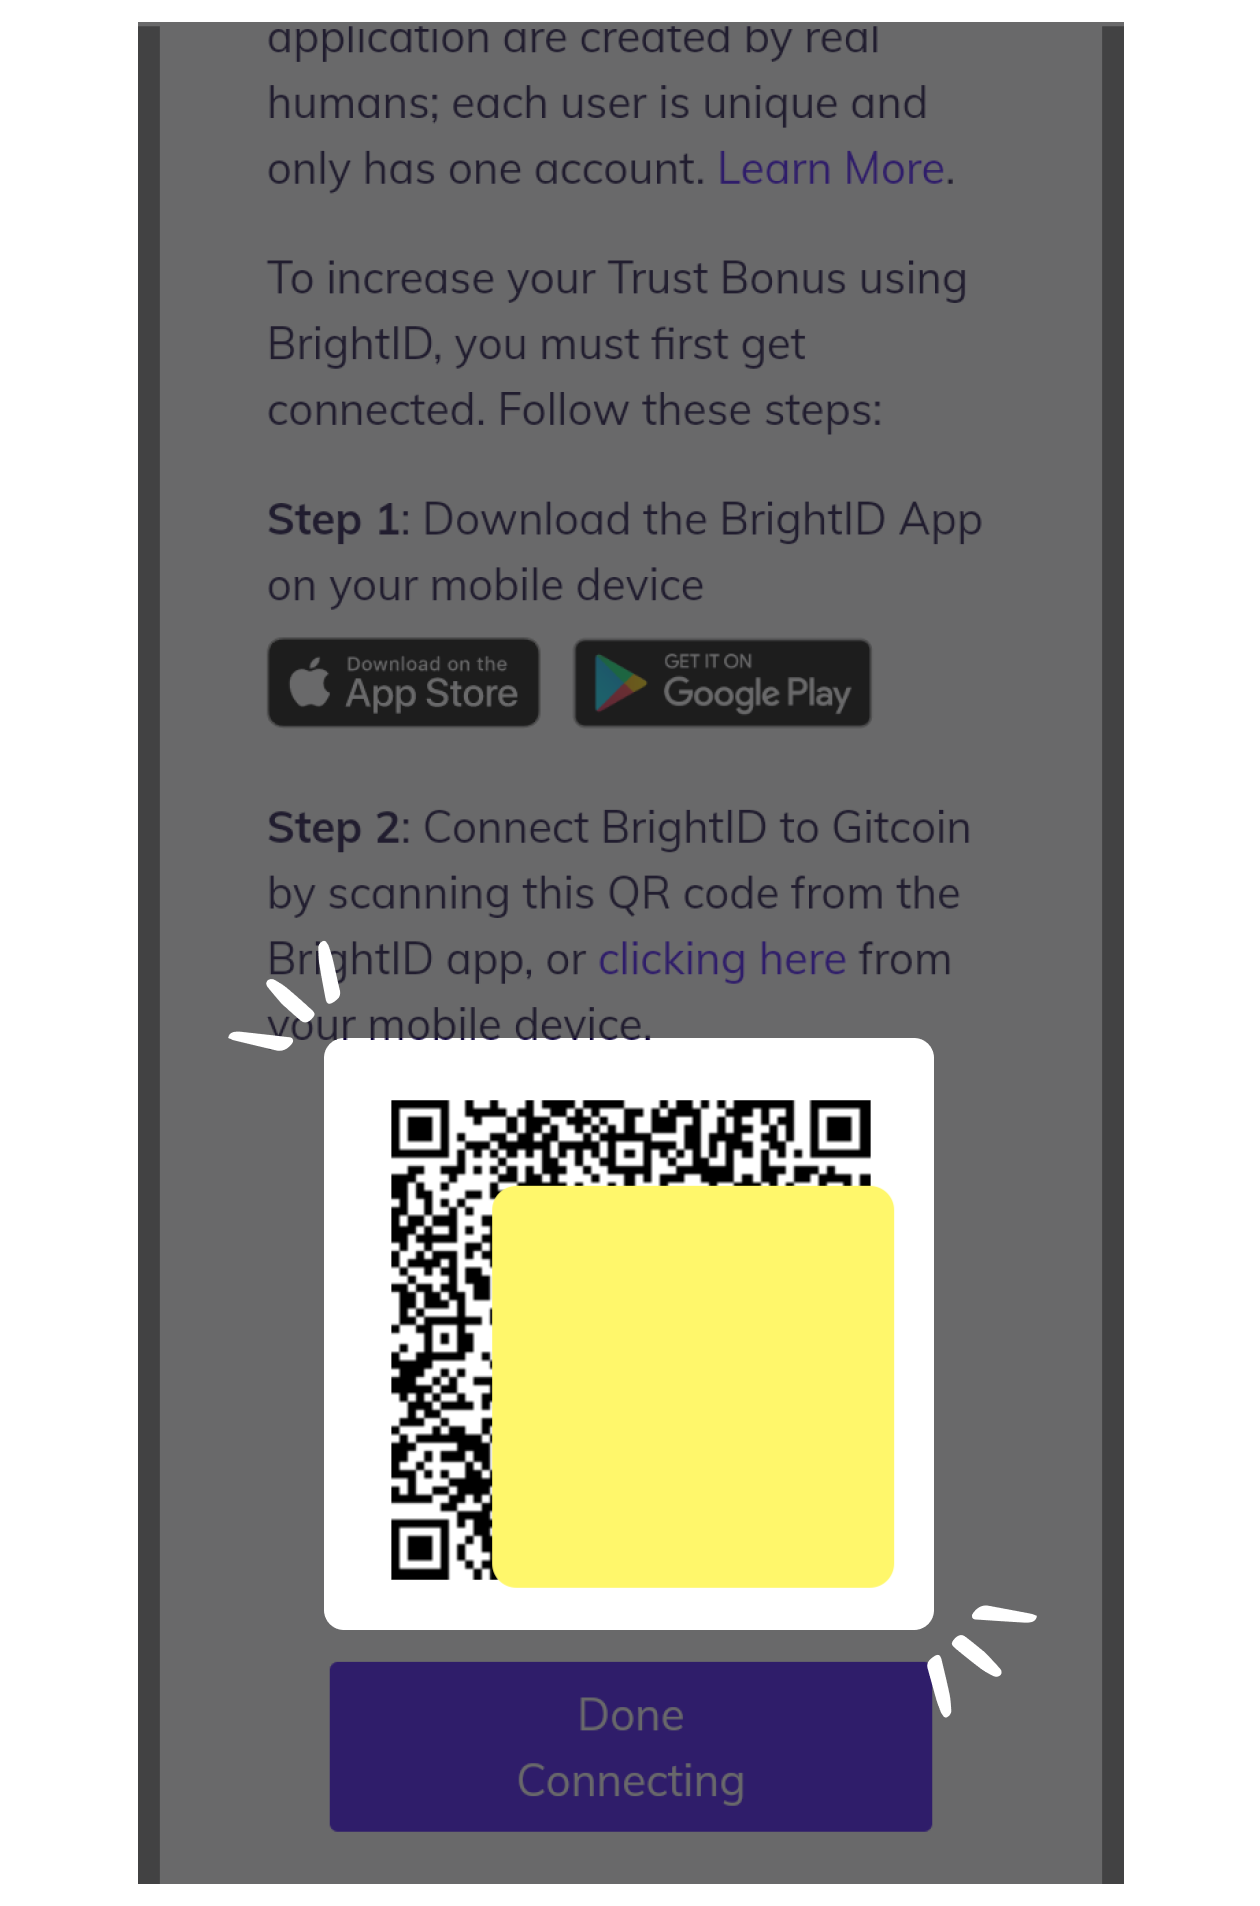 application are created by real
humans; each user is unique and
only has one account. Learn More.
To increase your Trust Bonus using
BrightID, you must first get
connected. Follow these steps:
Step 1: Download the BrightID App
on your mobile device
Download on the
App Store
GET IT ON
Google Play
Step 2: Connect BrightID to Gitcoin
by scanning this QR code from the
BrightID app, or clicking here from
your mobile device.
Done
Connecting